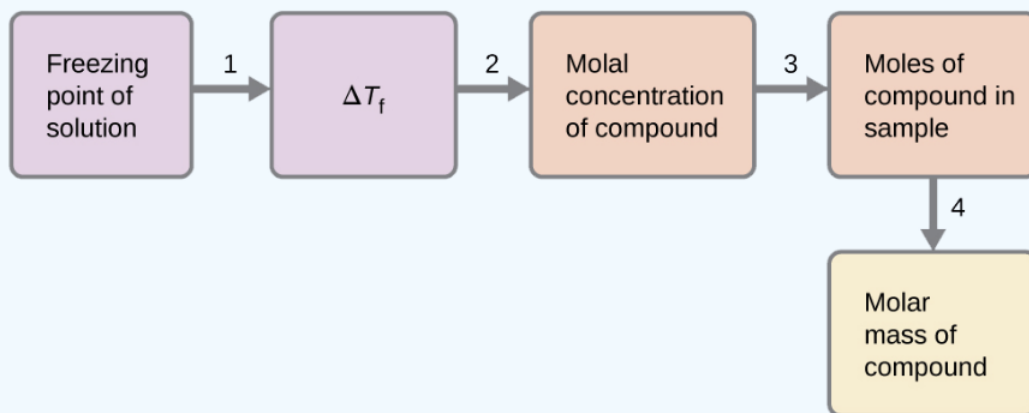 Freezing
point of
solution
1
ΔTf
2
Molal
concentration
of compound
3
Moles of
compound in
sample
4
Molar
mass of
compound